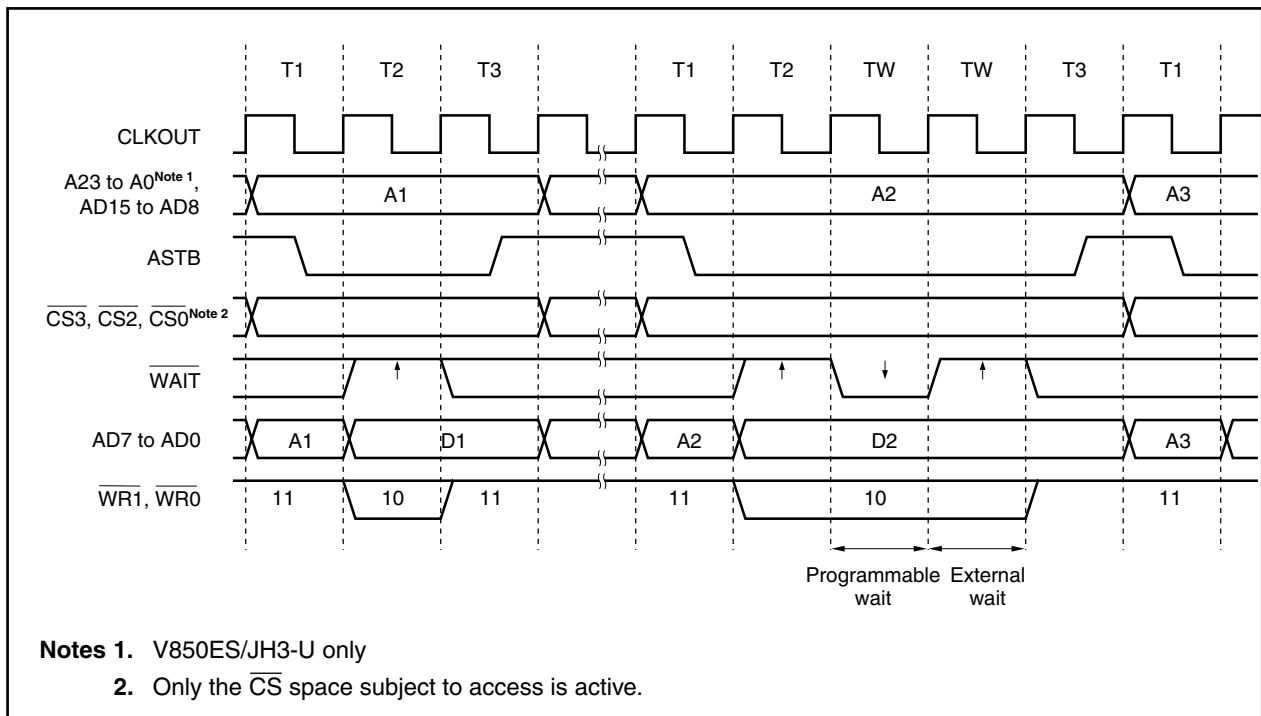 T1 T2 T3 T1 T2 TW TW T3 T1
CLKOUT
A23 to A0Note 1,
AD15 to AD8
A1 A2 A3
ASTB
CS3, CS2, CS0Note 2
WAIT
AD7 to AD0
A1 D1 A2 D2 A3
WR1, WR0
11 10 11 11 10 11
Programmable wait
External wait
Notes 1. V850ES/JH3-U only
2. Only the CS space subject to access is active.